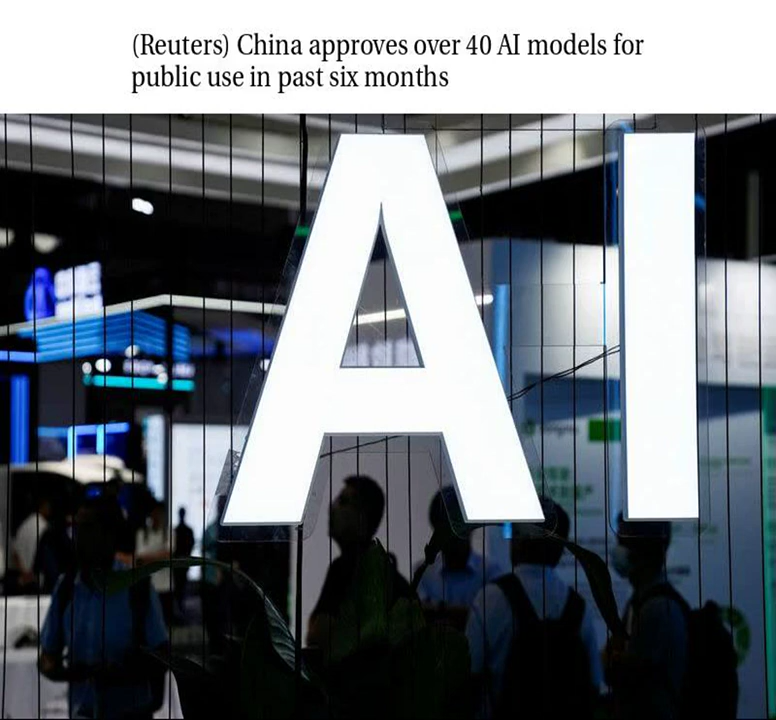 (Reuters) China approves over 40 AI models for
public use in past six months
AI